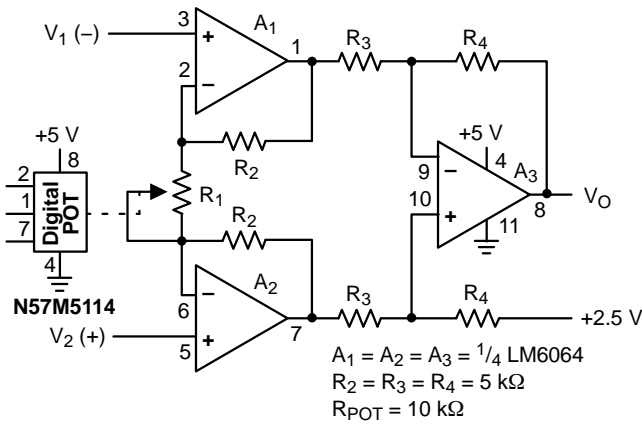 V1 (−)
3
+
A1
1
R3
R4
2
−
+5 V
R2
+5 V
4
A3
8
9
−
2
1
7
Digital
POT
R1
10
+
8
VO
11
R2
4
N57M5114
6
−
A2
7
R3
R4
+2.5 V
V2 (+)
5
+
A1 = A2 = A3 = 1/4 LM6064
R2 = R3 = R4 = 5 kΩ
RPOT = 10 kΩ